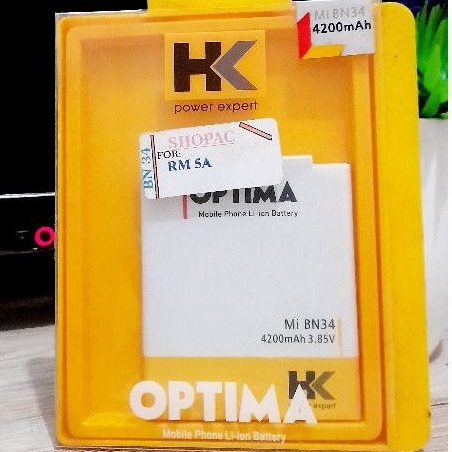 Mi BN34
4200mAh
HK
power expert
SHOPAC
BN 34
FOR:
RM 5A
OPTIMA
Mobile Phone Li-ion Battery
Mi BN34
4200mAh 3.85V
HK
expert
OPTIMA
Mobile Phone Li-ion Battery